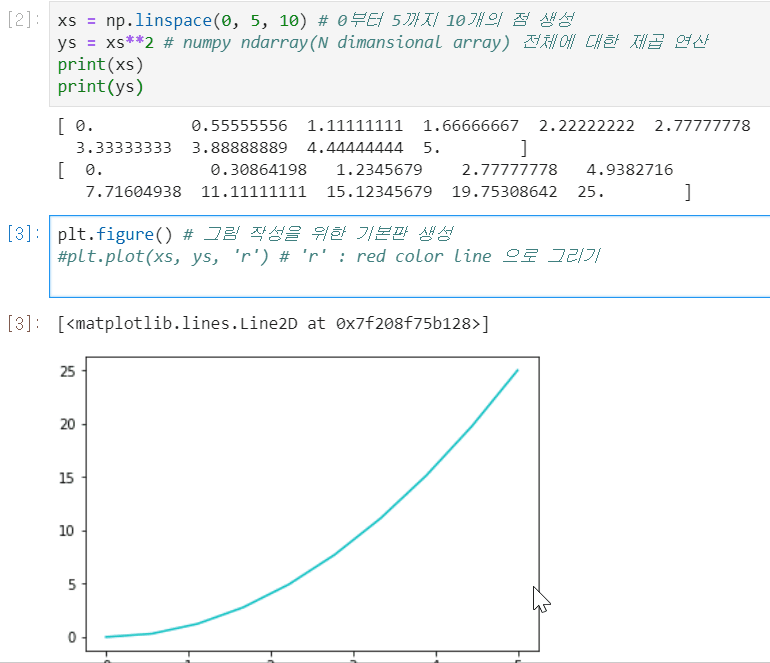 [2]: xs = np.linspace(0, 5, 10) # 0부터 5까지 10개의 점 생성
ys = xs**2 # numpy ndarray(N dimansional array) 전체에 대한 제곱 연산
print(xs)
print(ys)
[ 0. 0.55555556 1.11111111 1.66666667 2.22222222 2.77777778
3.33333333 3.88888889 4.44444444 5. ]
[ 0. 0.30864198 1.2345679 2.77777778 4.9382716
7.71604938 11.11111111 15.12345679 19.75308642 25. ]
[3]: plt.figure() # 그림 작성을 위한 기본판 생성
#plt.plot(xs, ys, 'r') # 'r' : red color line 으로 그리기
[3]: [<matplotlib.lines.Line2D at 0x7f208f75b128>]
25
20
15
10
5
0